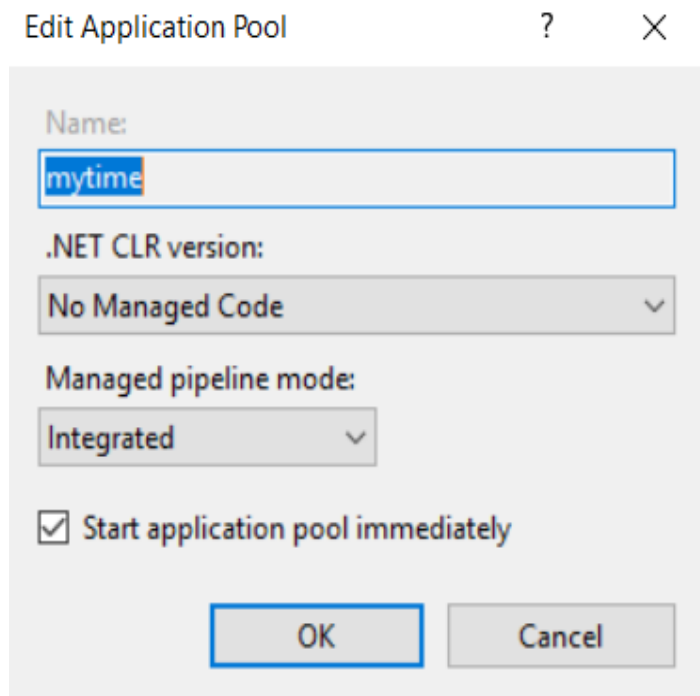 Edit Application Pool ?
Name:
mytime
.NET CLR version:
No Managed Code
Managed pipeline mode:
Integrated
Start application pool immediately
OK Cancel